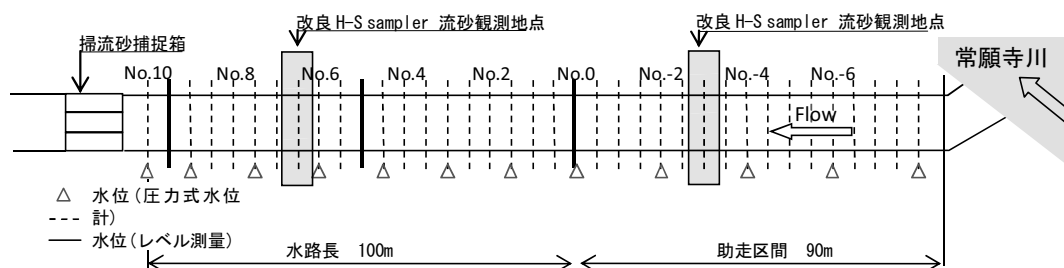 改良 H-S sampler 流砂観測地点
改良 H-S sampler 流砂観測地点
掃流砂捕捉箱
常願寺川
No.10 No.8 No.6 No.4 No.2 No.0 No.-2 No.-4 No.-6
Flow
△ 水位(圧力式水位
--- 計)
水位(レベル測量)
水路長 100m
助走区間 90m